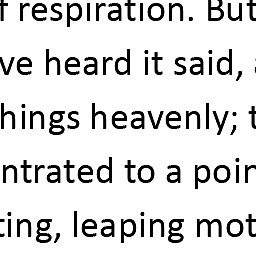 f respiration. But
ve heard it said, a
hings heavenly; t
ntrated to a poin
ting, leaping mot